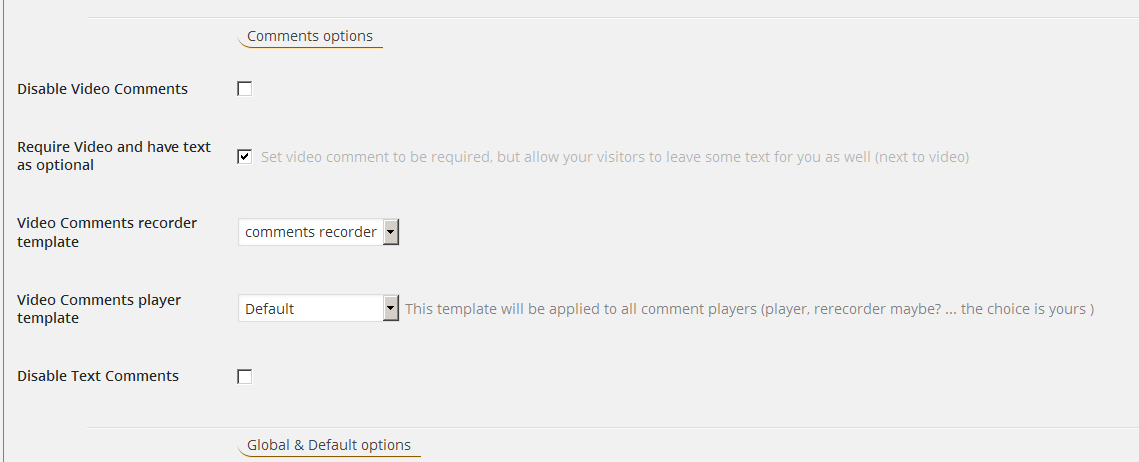 Comments options
Disable Video Comments
Require Video and have text
as optional
Set video comment to be required, but allow your visitors to leave some text for you as well (next to video)
Video Comments recorder
template
comments recorder
Video Comments player
template
Default
This template will be applied to all comment players (player, rerecorder maybe? ... the choice is yours )
Disable Text Comments
Global & Default options